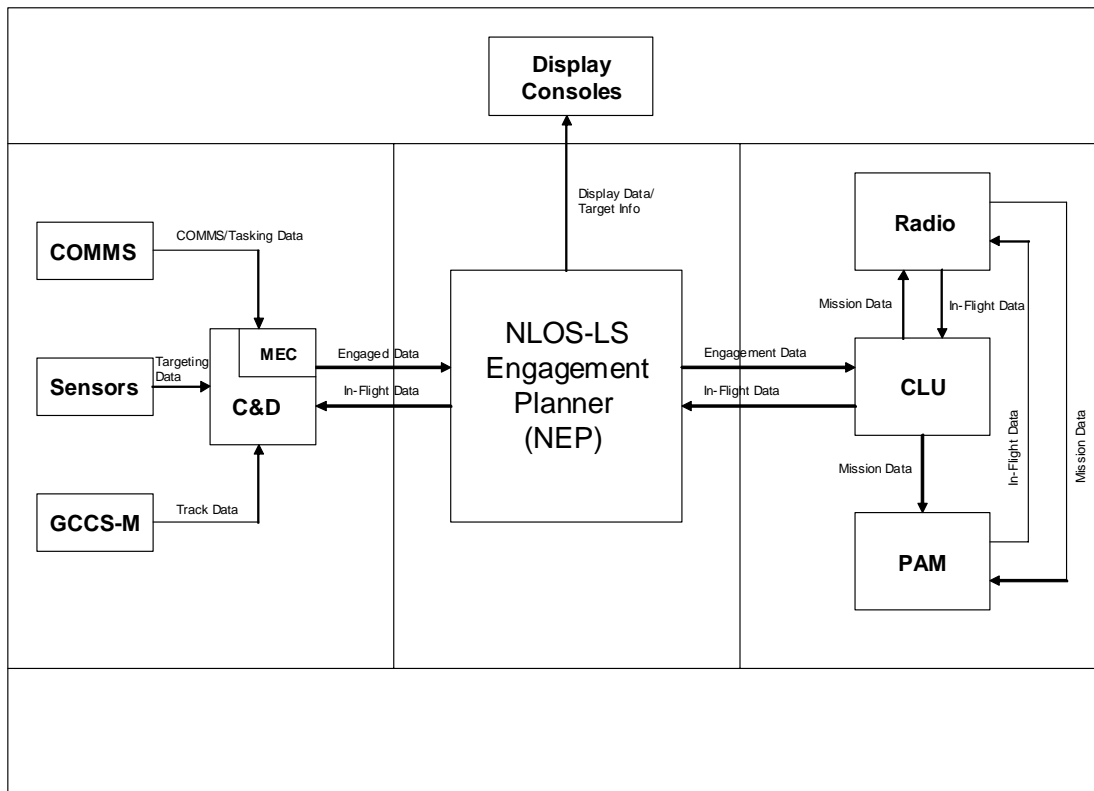 Display
Consoles
Display Data/
Target Info
COMMS
COMMS/Tasking Data
Sensors
Targeting
Data
MEC
C&D
GCCS-M
Track Data
Engaged Data
In-Flight Data
NLOS-LS
Engagement
Planner
(NEP)
Engagement Data
In-Flight Data
Radio
Mission Data
In-Flight Data
CLU
Mission Data
PAM
In-Flight Data
Mission Data